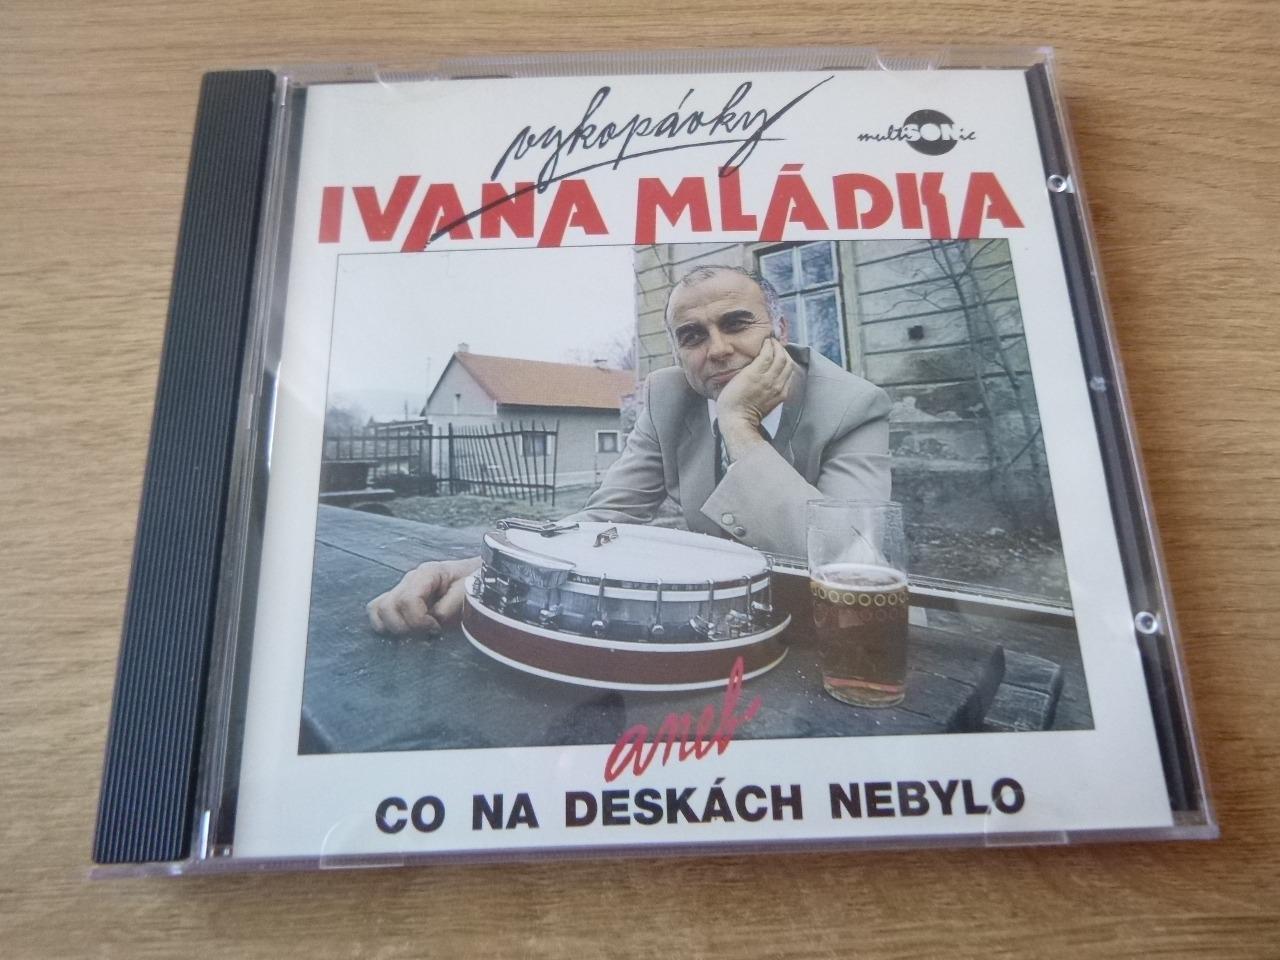 vykopávky
multiSONic
IVANA MLÁDKA
aneb
CO NA DESKÁCH NEBYLO